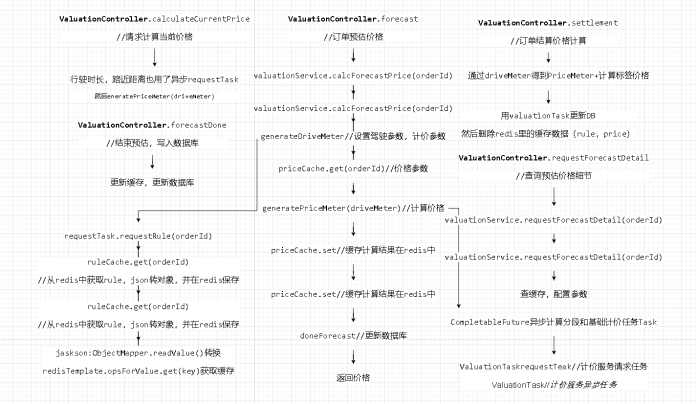 ValuationController.calculateCurrentPrice
//请求计算当前价格
行驶时长，路近距离也用了异步requestTask
然后eneratePriceMeter(driveMeter)
ValuationController.forecastDone
//结束预估，写入数据库
更新缓存，更新数据库
requestTask.requestRule(orderId)
ruleCache.get(orderId)
//从redis中获取rule, json转对象，并在redis保存
ruleCache.get(orderId)
//从redis中获取rule, json转对象，并在redis保存
jaskson:ObjectMapper.readValue()转换
redisTemplate.opsForValue.get(key)获取缓存
ValuationController.forecast
//订单预估价格
valuationService.calcForecastPrice(orderId)
valuationService.calcForecastPrice(orderId)
generateDriveMeter//设置驾驶参数，计价参数
priceCache.get(orderId)//价格参数
generatePriceMeter(driveMeter)//计算价格
priceCache.set//缓存计算结果在redis中
priceCache.set//缓存计算结果在redis中
doneForecast//更新数据库
返回价格
ValuationController.settlement
//订单结算价格计算
通过driveMeter得到PriceMeter+计算标签价格
用valuationTask更新DB
然后删除redis里的缓存数据 (rule, price)
ValuationController.requestForecastDetail
//查询预估价格细节
valuationService.requestForecastDetail(orderId)
valuationService.requestForecastDetail(orderId)
查缓存，配置参数
CompletableFuture异步计算分段和基础计价任务Task
ValuationTaskrequestTeak//计价服务请求任务
ValuationTask//计价服务异步任务